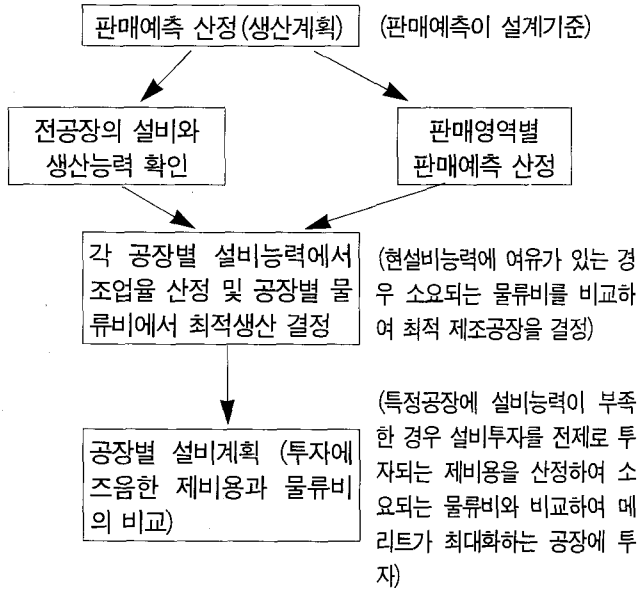 판매예측 산정(생산계획)
(판매예측이 설계기준)
전공장의 설비와
생산능력 확인
판매영역별
판매예측 산정
각 공장별 설비능력에서
조업율 산정 및 공장별 물
류비에서 최적생산 결정
(현설비능력에 여유가 있는 경
우 소요되는 물류비를 비교하
여 최적 제조공장을 결정)
공장별 설비계획 (투자에
즈음한 제비용과 물류비
의 비교)
(특정공장에 설비능력이 부족
한 경우 설비투자를 전제로 투
자되는 제비용을 산정하여 소
요되는 물류비와 비교하여 메
리트가 최대화하는 공장에 투
자)